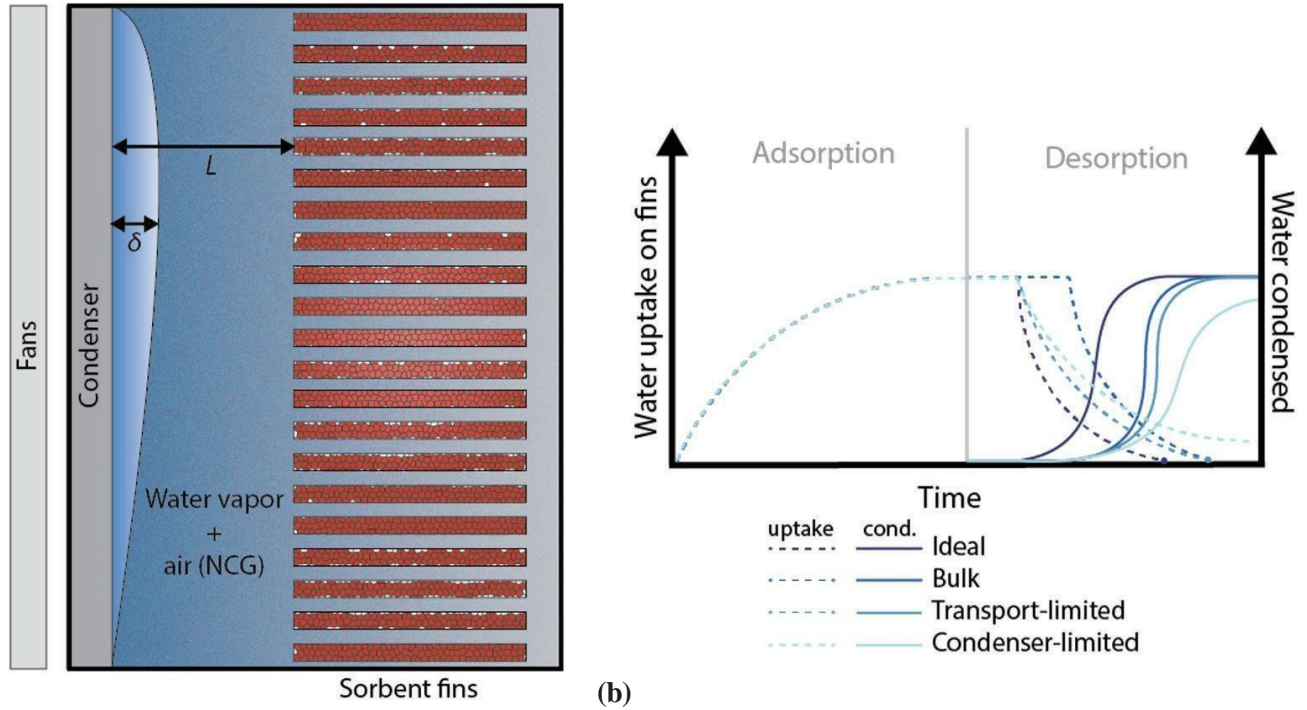 Fans
Condenser
L
δ
Water vapor
+
air (NCG)
Sorbent fins
(b)
Water uptake on fins
Adsorption
Desorption
Water condensed
Time
uptake cond.
Ideal
Bulk
Transport-limited
Condenser-limited